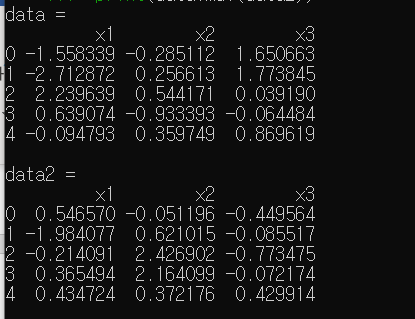 data =
x1 x2 x3
0 -1.558339 -0.285112 1.650663
1 -2.712872 0.256613 1.773845
2 2.239639 0.544171 0.039190
3 0.639074 -0.933393 -0.064484
4 -0.094793 0.359749 0.869619
data2 =
x1 x2 x3
0 0.546570 -0.051196 -0.449564
1 -1.984077 0.621015 -0.085517
2 -0.214091 2.426902 -0.773475
3 0.365494 2.164099 -0.072174
4 0.434724 0.372176 0.429914